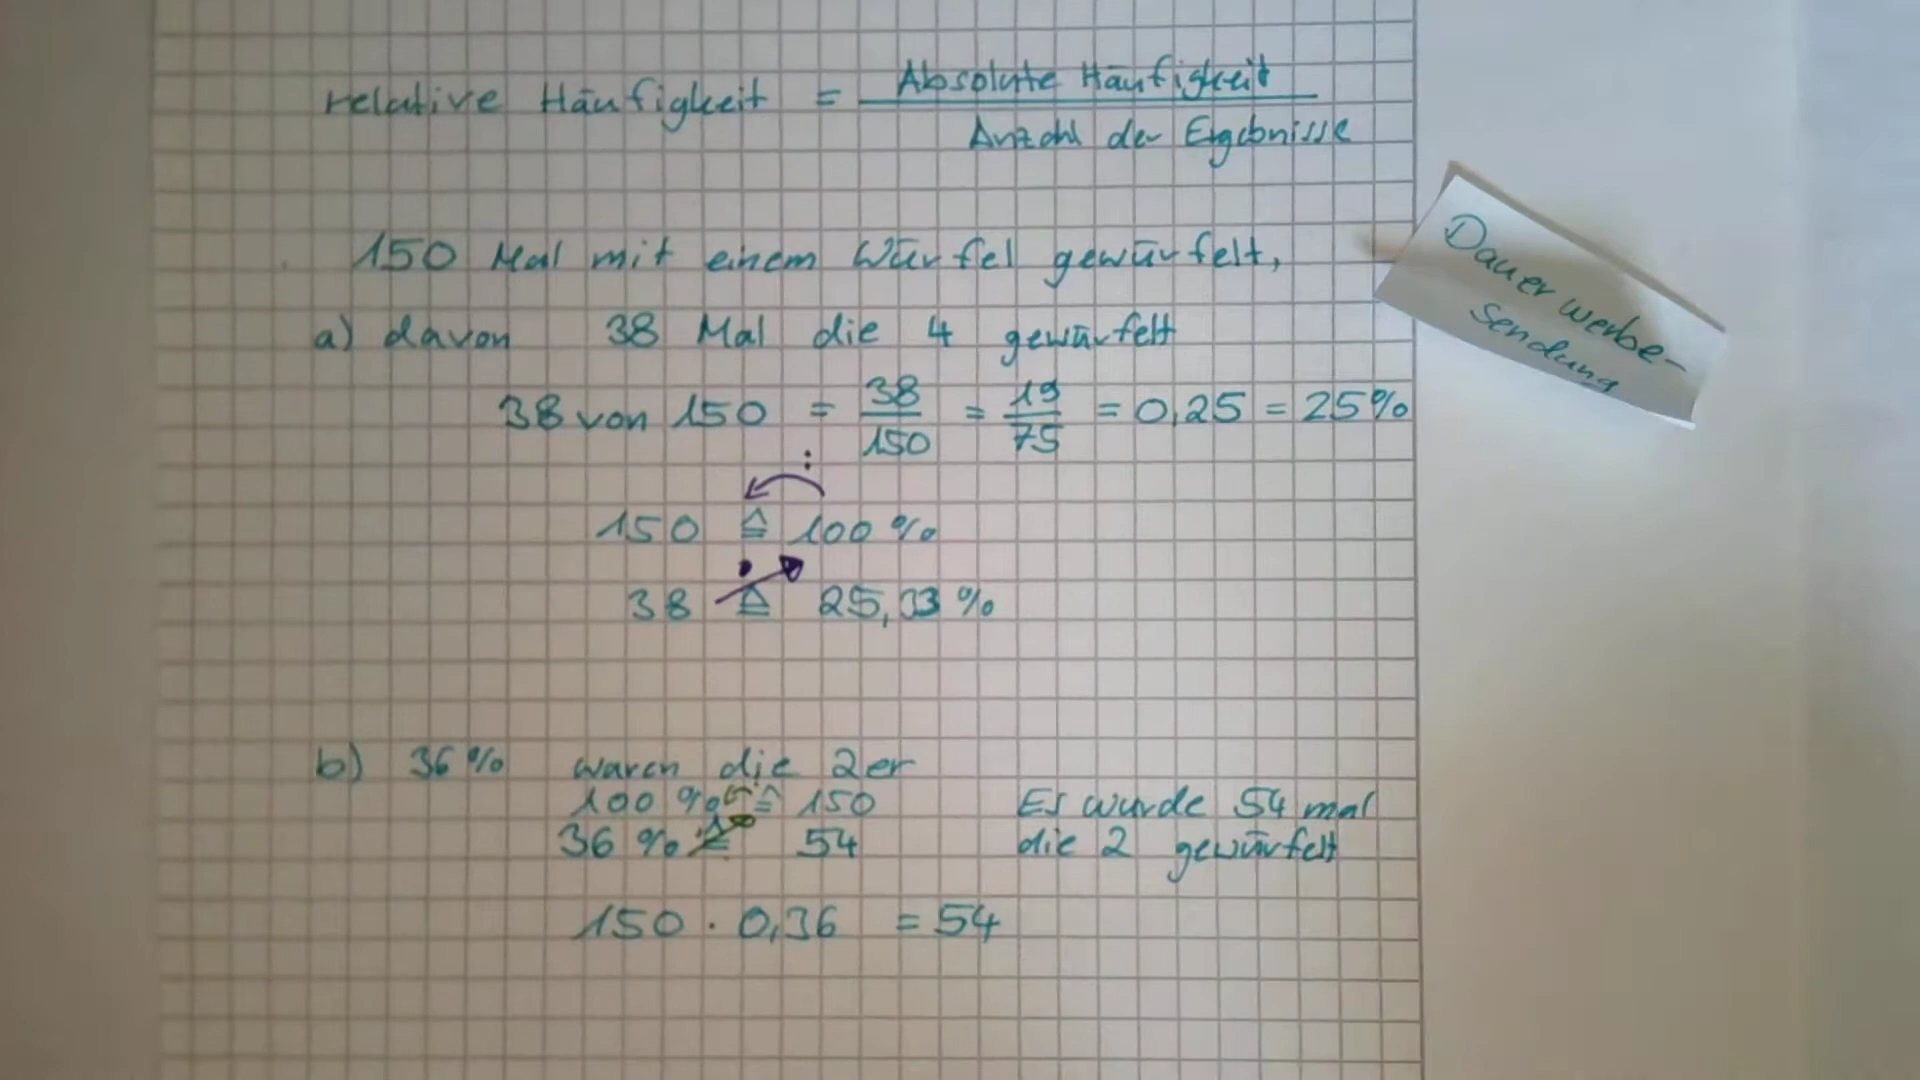 relative Häufigkeit = Absolute Häufigkeit / Anzahl der Ergebnisse
150 Mal mit einem Würfel gewürfelt,
a) davon 38 Mal die 4 gewürfelt
38 von 150 = 38/150 = 19/75 = 0,25 = 25%
:
150 ≙ 100 %
·
38 ≙ 25,33 %
b) 36% waren die 2er
100 % ≙ 150
36 % ≙ 54
Es wurde 54 mal
die 2 gewürfelt
150 · 0,36 = 54
Dauerwerbe-
sendung